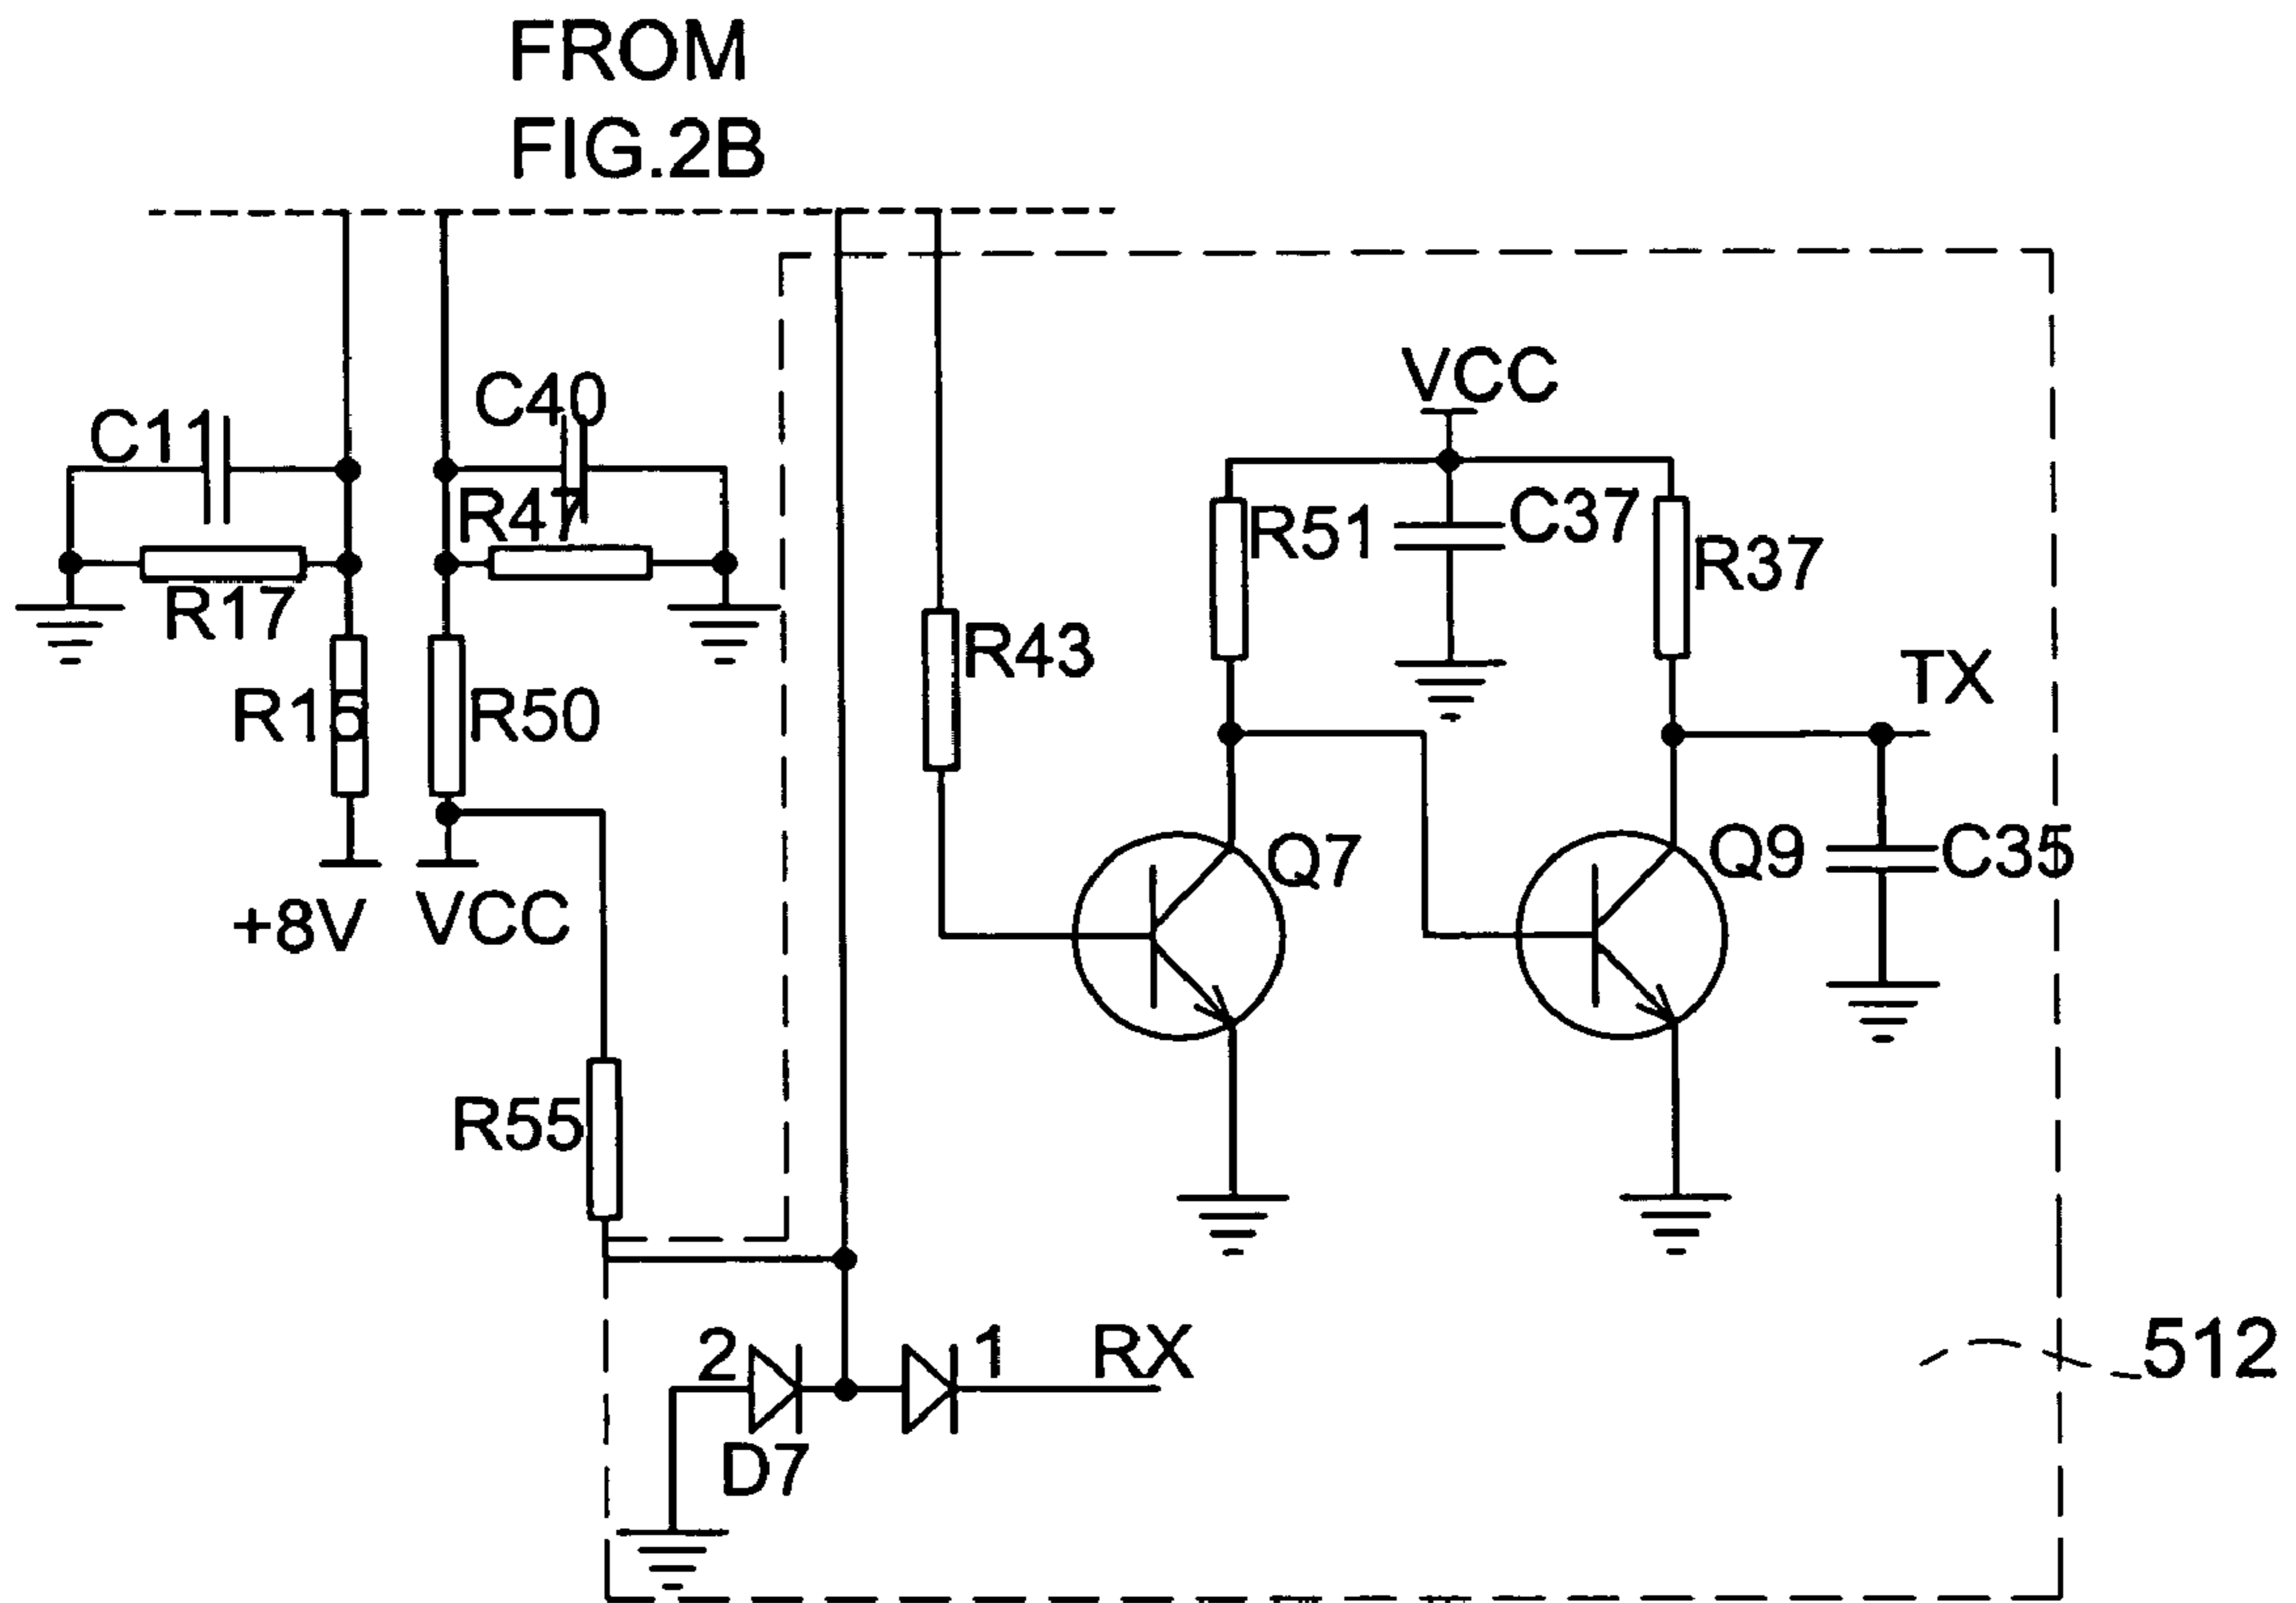 FROM
FIG.2B
C11
C40
R47
R17
R15
R50
+8V
VCC
R55
R43
VCC
R51
C37
R37
TX
Q7
Q9
C35
2
1
RX
D7
512